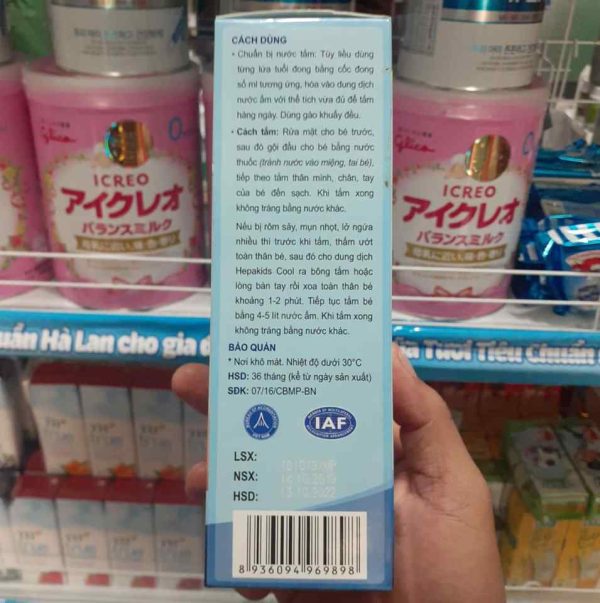 CÁCH DÙNG
• Chuẩn bị nước tắm: Tùy liều dùng
từng lứa tuổi đong bằng cốc đong
số ml tương ứng, hòa vào dung dịch
nước ấm với thể tích vừa đủ để tắm
hàng ngày. Dùng gáo khuấy đều.
• Cách tắm: Rửa mặt cho bé trước,
sau đó gội đầu cho bé bằng nước
thuốc (tránh nước vào miệng, tai bé),
tiếp theo tắm thân mình, chân, tay
của bé đến sạch. Khi tắm xong
không tráng bằng nước khác.
Nếu bị rôm sảy, mụn nhọt, lở ngứa
nhiều thì trước khi tắm, thấm ướt
toàn thân bé, sau đó cho dung dịch
Hepakids Cool ra bông tắm hoặc
lòng bàn tay rồi xoa toàn thân bé
khoảng 1-2 phút. Tiếp tục tắm bé
bằng 4-5 lít nước ấm. Khi tắm xong
không tráng bằng nước khác.
BẢO QUẢN
* Nơi khô mát. Nhiệt độ dưới 30°C
HSD: 36 tháng (kể từ ngày sản xuất)
SĐK: 07/16/CBMP-BN
IAF
LSX:
NSX: 14.10.2019
HSD: 13.10.2022
8 936094 969898
glico
ICREO
アイクレオ
バランスミルク
glico
ICREO
アイクレオ
バランスミルク
uẩn Hà Lan cho gia đ
Tươi Tiêu Chuẩn